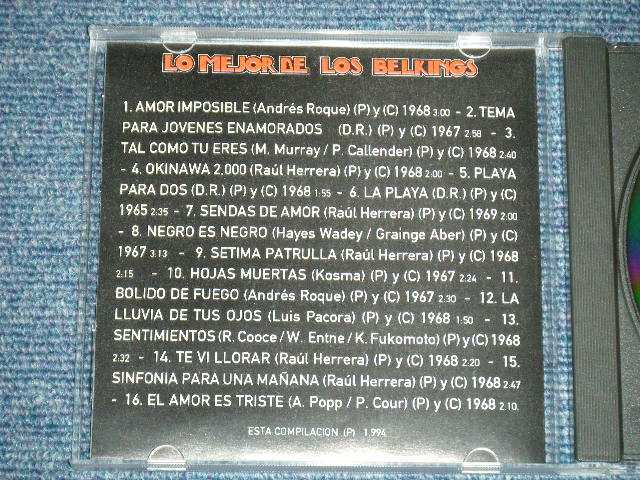 LO MEJOR DE LOS BELKINGS
1. AMOR IMPOSIBLE (Andrés Roque) (P) y (C) 1968 3:00 - 2. TEMA
PARA JOVENES ENAMORADOS (D.R.) (P) y (C) 1967 2:58 - 3.
TAL COMO TU ERES (M. Murray / P. Callender) (P) y (C) 1968 2:40
- 4. OKINAWA 2,000 (Raúl Herrera) (P) y (C) 1968 2:00 - 5. PLAYA
PARA DOS (D.R.) (P) y (C) 1968 1:55 - 6. LA PLAYA (D.R.) (P) y (C)
1965 2:35 - 7. SENDAS DE AMOR (Raúl Herrera) (P) y (C) 1969 2:00
- 8. NEGRO ES NEGRO (Hayes Wadey / Grainge Aber) (P) y (C)
1967 3:13 - 9. SETIMA PATRULLA (Raúl Herrera) (P) y (C) 1968
2:15 - 10. HOJAS MUERTAS (Kosma) (P) y (C) 1967 2:24 - 11.
BOLIDO DE FUEGO (Andrés Roque) (P) y (C) 1967 2:30 - 12. LA
LLUVIA DE TUS OJOS (Luis Pacora) (P) y (C) 1968 1:50 - 13.
SENTIMIENTOS (R. Cooce / W. Entne / K. Fukomoto) (P) y (C) 1968
2:32 - 14. TE VI LLORAR (Raúl Herrera) (P) y (C) 1968 2:20 - 15.
SINFONIA PARA UNA MAÑANA (Raúl Herrera) (P) y (C) 1968 2:47
- 16. EL AMOR ES TRISTE (A. Popp / P. Cour) (P) y (C) 1968 2:10.
ESTA COMPILACION (P) 1,994